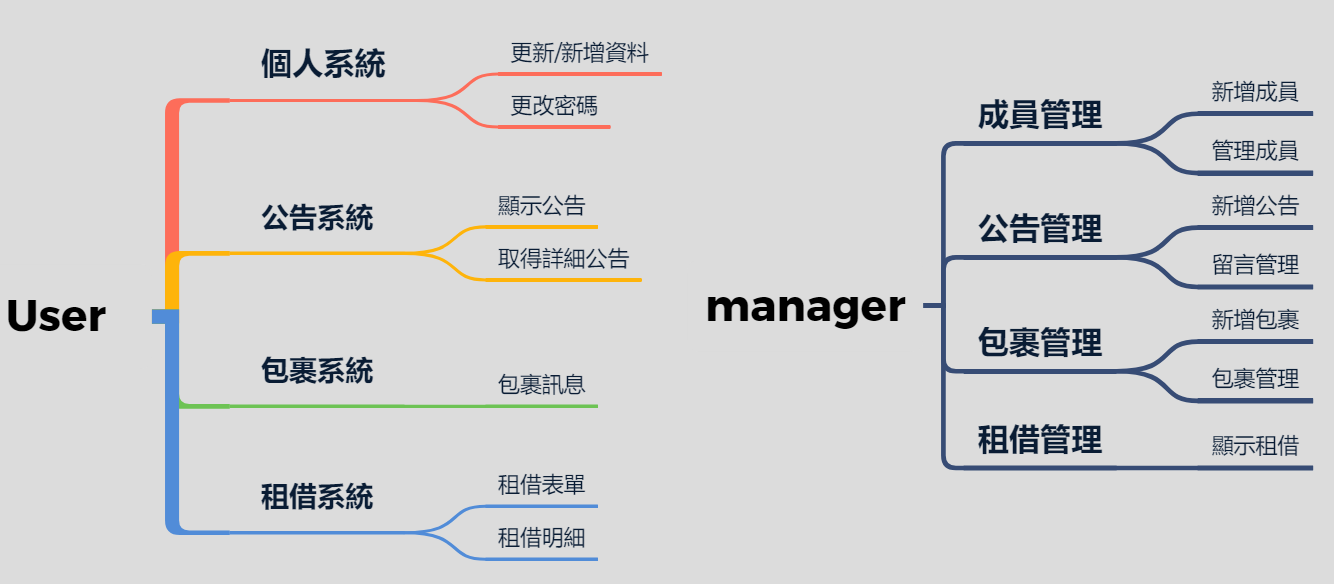 User
個人系統
更新/新增資料
更改密碼
公告系統
顯示公告
取得詳細公告
包裹系統
包裹訊息
租借系統
租借表單
租借明細
manager
成員管理
新增成員
管理成員
公告管理
新增公告
留言管理
包裹管理
新增包裹
包裹管理
租借管理
顯示租借